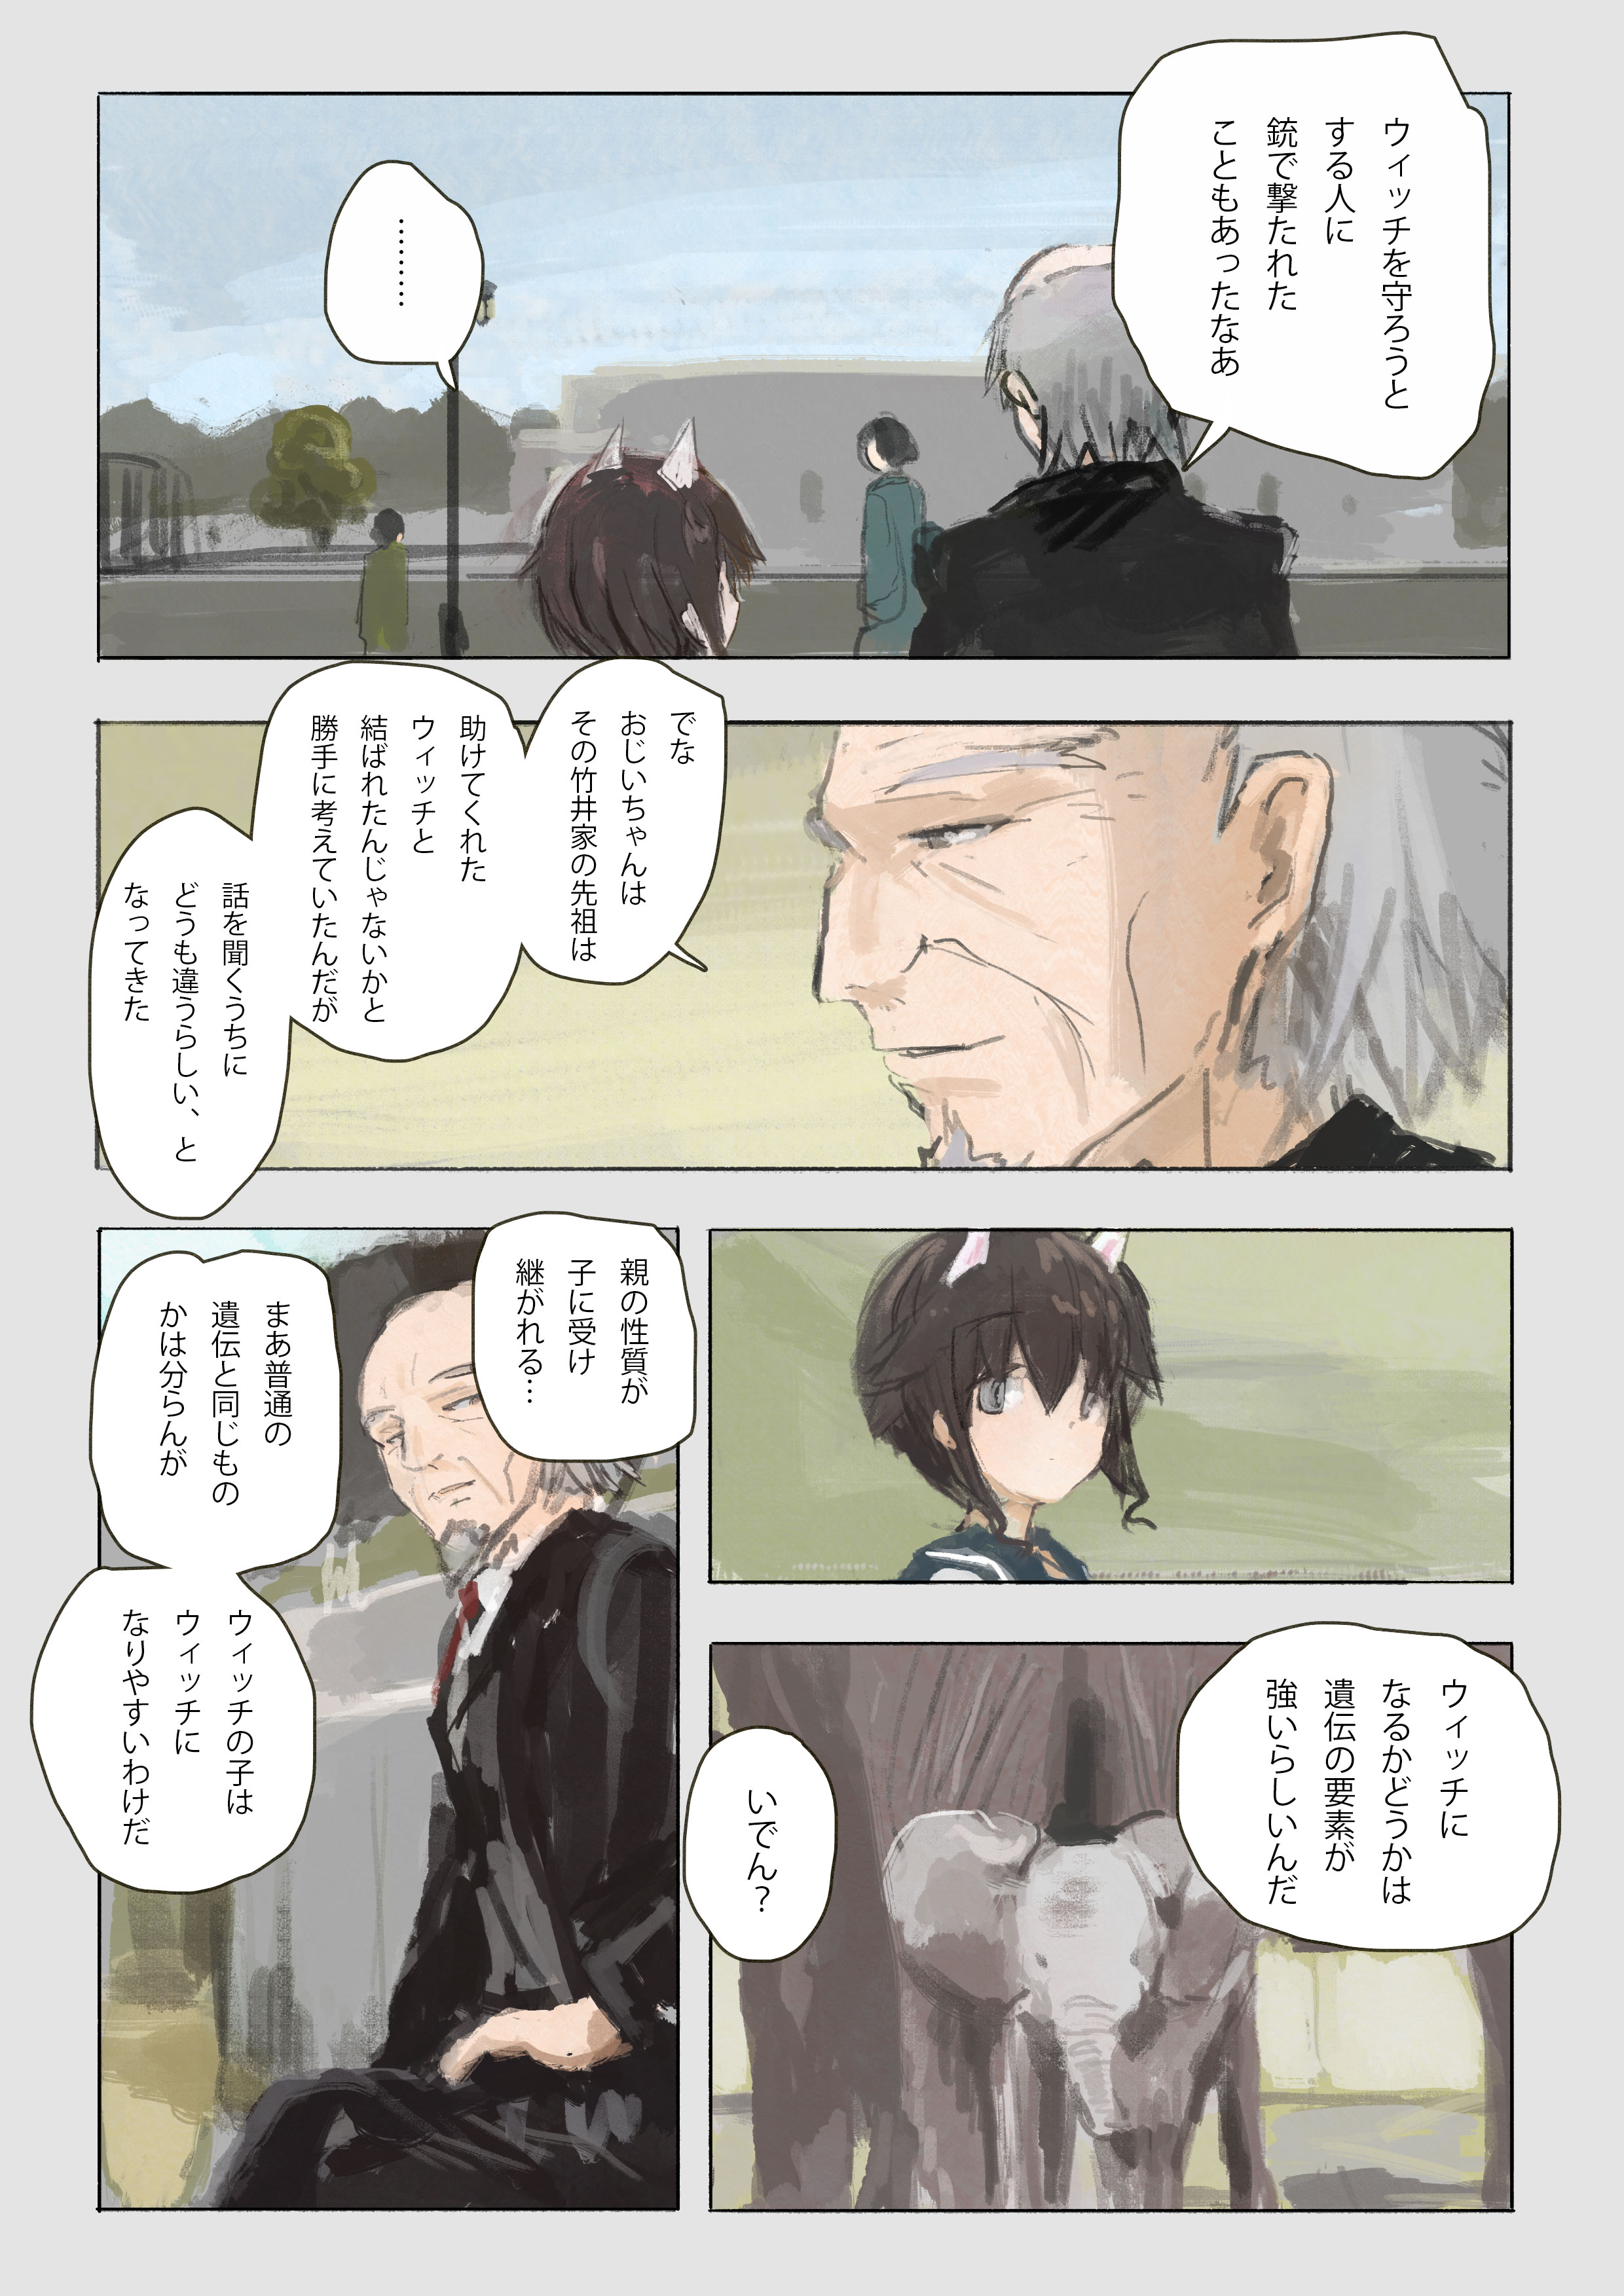 ウィッチを守ろうと
する人に
銃で撃たれた
こともあったなあ
………
でな
おじいちゃんは
その竹井家の先祖は
助けてくれた
ウィッチと
結ばれたんじゃないかと
勝手に考えていたんだが
話を聞くうちに
どうも違うらしい、と
なってきた
ウィッチに
なるかどうかは
遺伝の要素が
強いらしいんだ
いでん?
親の性質が
子に受け
継がれる…
まあ普通の
遺伝と同じもの
かは分らんが
ウィッチの子は
ウィッチに
なりやすいわけだ